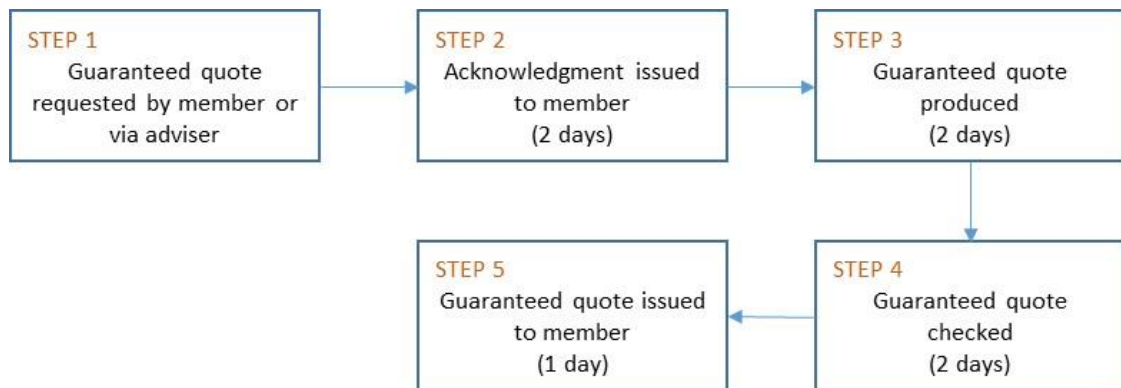 STEP 1
Guaranteed quote
requested by member or
via adviser
STEP 2
Acknowledgment issued
to member
(2 days)
STEP 3
Guaranteed quote
produced
(2 days)
STEP 4
Guaranteed quote
checked
(2 days)
STEP 5
Guaranteed quote issued
to member
(1 day)